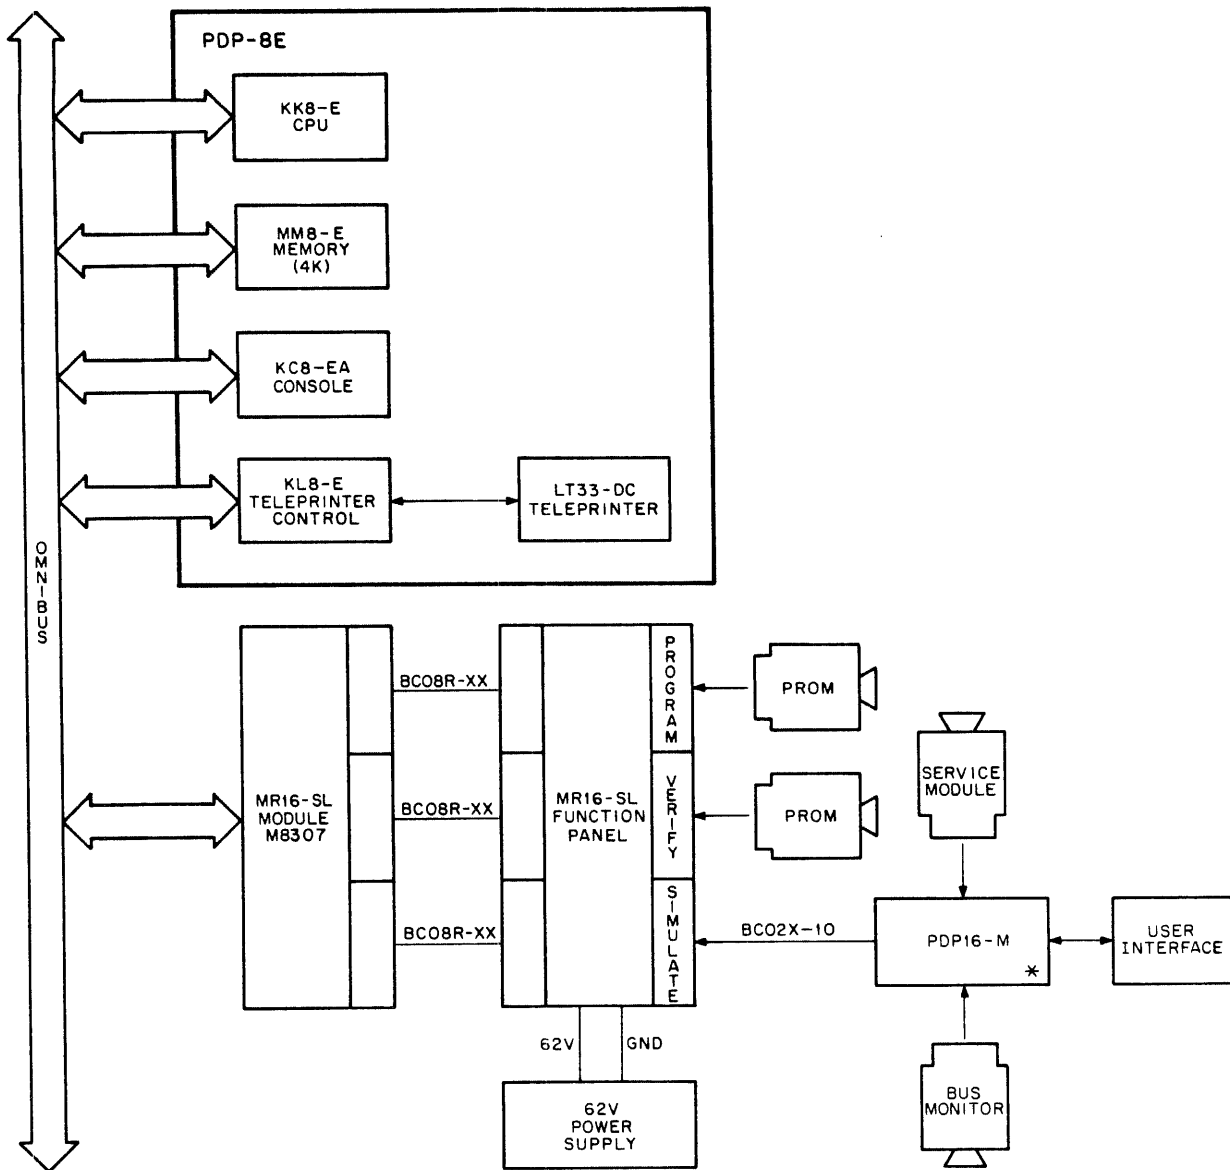 PDP-8E
KK8-E
CPU
MM8-E
MEMORY
(4K)
KC8-EA
CONSOLE
KL8-E
TELEPRINTER
CONTROL
LT33-DC
TELEPRINTER
OMNIBUS
MR16-SL
MODULE
M8307
BC08R-XX
BC08R-XX
BC08R-XX
MR16-SL
FUNCTION
PANEL
PROGRAM
VERIFY
SIMULATE
PROM
PROM
SERVICE
MODULE
BC02X-10
PDP16-M
*
USER
INTERFACE
BUS
MONITOR
62V
GND
62V
POWER
SUPPLY